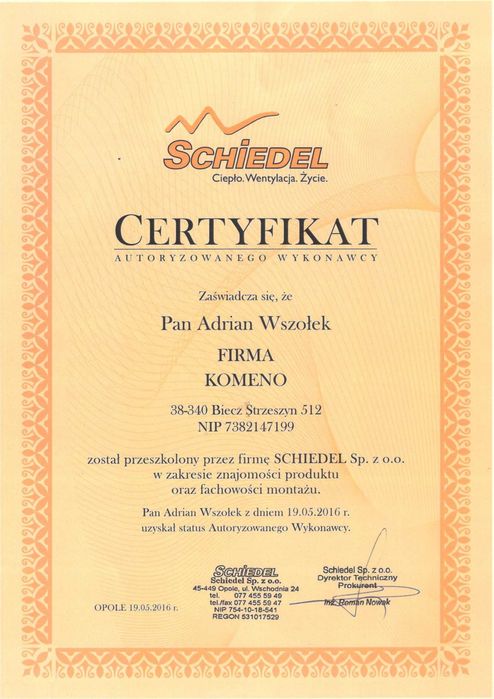 SCHIEDEL
Ciepło. Wentylacja. Życie.
CERTYFIKAT
AUTORYZOWANEGO WYKONAWCY
Zaświadcza się, że
Pan Adrian Wszołek
FIRMA
KOMENO
38-340 Biecz Strzeszyn 512
NIP 7382147199
został przeszkolony przez firmę SCHIEDEL Sp. z o.o.
w zakresie znajomości produktu
oraz fachowości montażu.
Pan Adrian Wszołek z dniem 19.05.2016 r.
uzyskał status Autoryzowanego Wykonawcy.
OPOLE 19.05.2016 r.
SCHIEDEL
Schiedel Sp. z o.o.
45-449 Opole, ul. Wschodnia 24
tel. 077 455 59 49
tel./fax 077 455 59 47
NIP 754-10-18-541
REGON 531017529
Schiedel Sp. z o.o.
Dyrektor Techniczny
Prokurent
inż. Roman Nowak